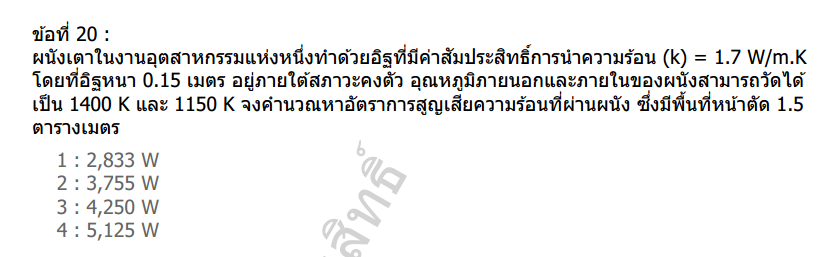 ข้อที่ 20 :
ผนังเตาในงานอุตสาหกรรมแห่งหนึ่งทำด้วยอิฐที่มีค่าสัมประสิทธิ์การนำความร้อน (k) = 1.7 W/m.K
โดยที่อิฐหนา 0.15 เมตร อยู่ภายใต้สภาวะคงตัว อุณหภูมิภายนอกและภายในของผนังสามารถวัดได้
เป็น 1400 K และ 1150 K จงคำนวณหาอัตราการสูญเสียความร้อนที่ผ่านผนัง ซึ่งมีพื้นที่หน้าตัด 1.5
ตารางเมตร
1 : 2,833 W
2 : 3,755 W
3 : 4,250 W
4 : 5,125 W